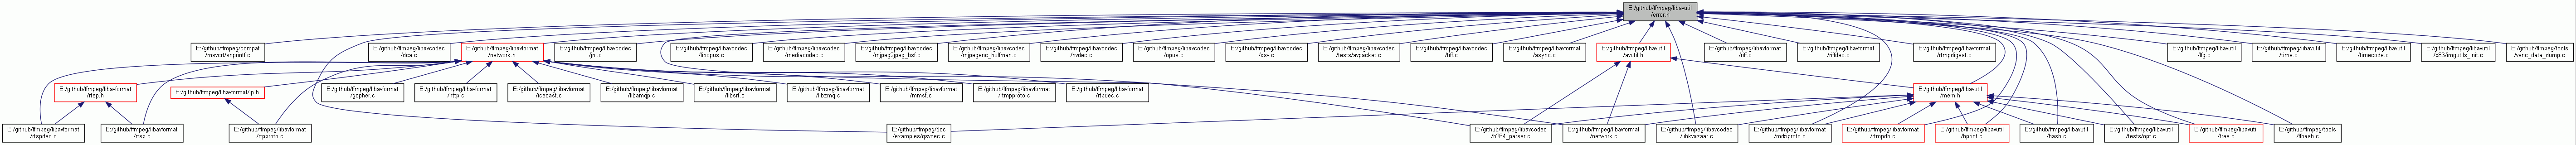 E:/github/ffmpeg/libavutil
/error.h
E:/github/ffmpeg/compat
/msvcrt/snprintf.c
E:/github/ffmpeg/libavcodec
/dca.c
E:/github/ffmpeg/libavformat
/network.h
E:/github/ffmpeg/libavcodec
/jni.c
E:/github/ffmpeg/libavcodec
/libopus.c
E:/github/ffmpeg/libavcodec
/mediacodec.c
E:/github/ffmpeg/libavcodec
/mjpeg2jpeg_bsf.c
E:/github/ffmpeg/libavcodec
/mjpegenc_huffman.c
E:/github/ffmpeg/libavcodec
/nvdec.c
E:/github/ffmpeg/libavcodec
/opus.c
E:/github/ffmpeg/libavcodec
/qsv.c
E:/github/ffmpeg/libavcodec
/tests/avpacket.c
E:/github/ffmpeg/libavcodec
/tiff.c
E:/github/ffmpeg/libavformat
/async.c
E:/github/ffmpeg/libavutil
/avutil.h
E:/github/ffmpeg/libavformat
/riff.c
E:/github/ffmpeg/libavformat
/riffdec.c
E:/github/ffmpeg/libavformat
/rtmpdigest.c
E:/github/ffmpeg/libavutil
/lfg.c
E:/github/ffmpeg/libavutil
/time.c
E:/github/ffmpeg/libavutil
/timecode.c
E:/github/ffmpeg/libavutil
/x86/imgutils_init.c
E:/github/ffmpeg/tools
/venc_data_dump.c
E:/github/ffmpeg/libavformat
/rtsp.h
E:/github/ffmpeg/libavformat/ip.h
E:/github/ffmpeg/libavformat
/gopher.c
E:/github/ffmpeg/libavformat
/http.c
E:/github/ffmpeg/libavformat
/icecast.c
E:/github/ffmpeg/libavformat
/libamqp.c
E:/github/ffmpeg/libavformat
/libsrt.c
E:/github/ffmpeg/libavformat
/libzmq.c
E:/github/ffmpeg/libavformat
/mmst.c
E:/github/ffmpeg/libavformat
/rtmpproto.c
E:/github/ffmpeg/libavformat
/rtpdec.c
E:/github/ffmpeg/libavutil
/mem.h
E:/github/ffmpeg/libavformat
/rtspdec.c
E:/github/ffmpeg/libavformat
/rtsp.c
E:/github/ffmpeg/libavformat
/rtpproto.c
E:/github/ffmpeg/doc
/examples/qsvdec.c
E:/github/ffmpeg/libavcodec
/h264_parser.c
E:/github/ffmpeg/libavformat
/network.c
E:/github/ffmpeg/libavcodec
/libkvazaar.c
E:/github/ffmpeg/libavformat
/md5proto.c
E:/github/ffmpeg/libavformat
/rtmpdh.c
E:/github/ffmpeg/libavutil
/bprint.c
E:/github/ffmpeg/libavutil
/hash.c
E:/github/ffmpeg/libavutil
/tests/opt.c
E:/github/ffmpeg/libavutil
/tree.c
E:/github/ffmpeg/tools
/ffhash.c